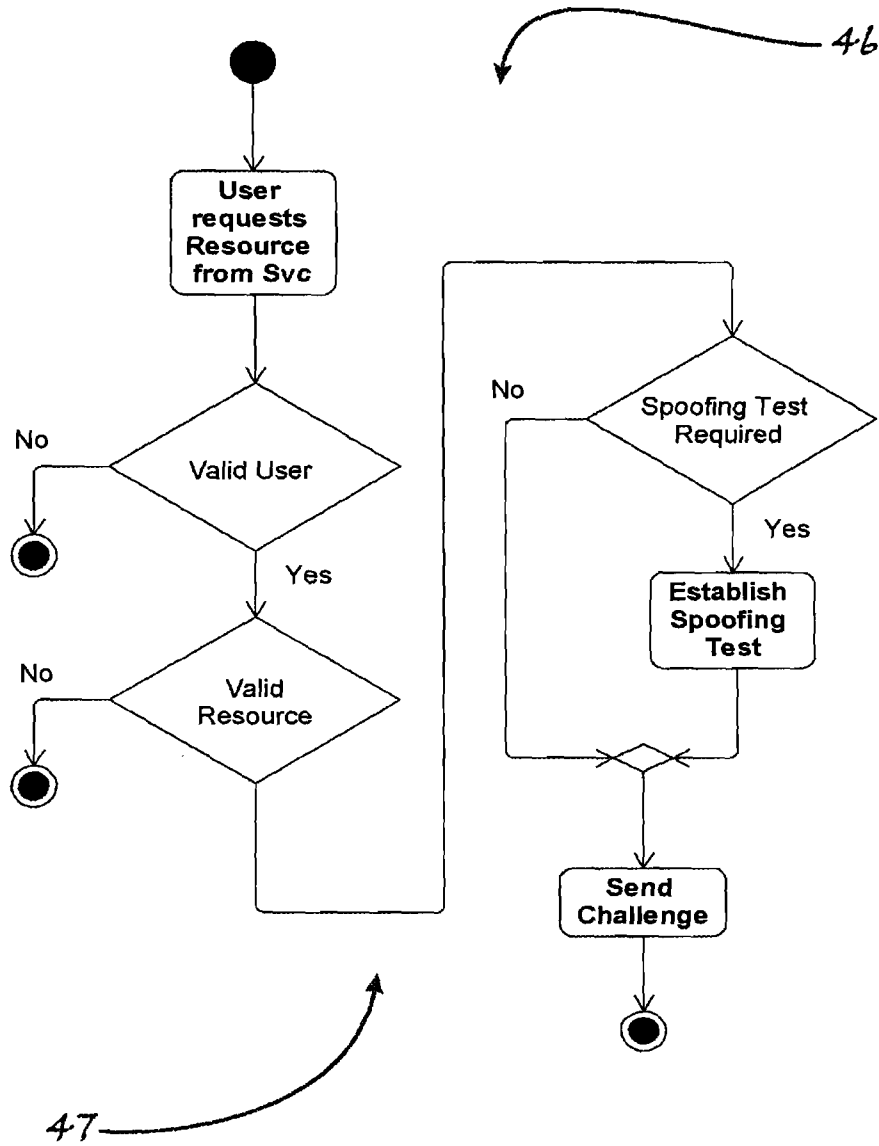 46
User
requests
Resource
from Svc
No
Valid User
Yes
No
Valid
Resource
No
Spoofing Test
Required
Yes
Establish
Spoofing
Test
Send
Challenge
47